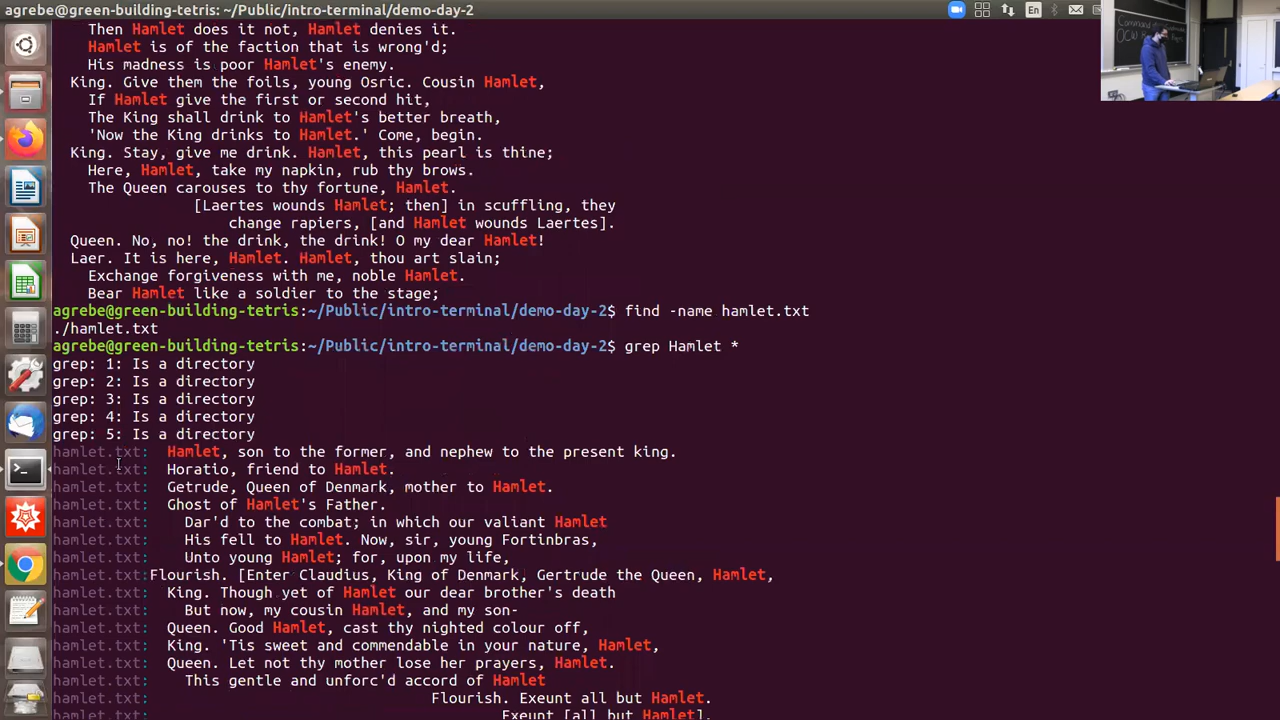 agrebe@green-building-tetris: ~/Public/intro-terminal/demo-day-2
En
Then Hamlet does it not, Hamlet denies it.
Hamlet is of the faction that is wrong'd;
His madness is poor Hamlet's enemy.
King. Give them the foils, young Osric. Cousin Hamlet,
If Hamlet give the first or second hit,
The King shall drink to Hamlet's better breath,
'Now the King drinks to Hamlet.' Come, begin.
King. Stay, give me drink. Hamlet, this pearl is thine;
Here, Hamlet, take my napkin, rub thy brows.
The Queen carouses to thy fortune, Hamlet.
[Laertes wounds Hamlet; then] in scuffling, they
change rapiers, [and Hamlet wounds Laertes].
Queen. No, no! the drink, the drink! O my dear Hamlet!
Laer. It is here, Hamlet. Hamlet, thou art slain;
Exchange forgiveness with me, noble Hamlet.
Bear Hamlet like a soldier to the stage;
agrebe@green-building-tetris:~/Public/intro-terminal/demo-day-2$ find -name hamlet.txt
./hamlet.txt
agrebe@green-building-tetris:~/Public/intro-terminal/demo-day-2$ grep Hamlet *
grep: 1: Is a directory
grep: 2: Is a directory
grep: 3: Is a directory
grep: 4: Is a directory
grep: 5: Is a directory
hamlet.txt:  Hamlet, son to the former, and nephew to the present king.
hamlet.txt:  Horatio, friend to Hamlet.
hamlet.txt:  Getrude, Queen of Denmark, mother to Hamlet.
hamlet.txt:  Ghost of Hamlet's Father.
hamlet.txt:    Dar'd to the combat; in which our valiant Hamlet
hamlet.txt:    His fell to Hamlet. Now, sir, young Fortinbras,
hamlet.txt:    Unto young Hamlet; for, upon my life,
hamlet.txt:Flourish. [Enter Claudius, King of Denmark, Gertrude the Queen, Hamlet,
hamlet.txt:  King. Though yet of Hamlet our dear brother's death
hamlet.txt:    But now, my cousin Hamlet, and my son-
hamlet.txt:  Queen. Good Hamlet, cast thy nighted colour off,
hamlet.txt:  King. 'Tis sweet and commendable in your nature, Hamlet,
hamlet.txt:  Queen. Let not thy mother lose her prayers, Hamlet.
hamlet.txt:    This gentle and unforc'd accord of Hamlet
hamlet.txt:                                Flourish. Exeunt all but Hamlet.
hamlet.txt:                                        Exeunt [all but Hamlet].